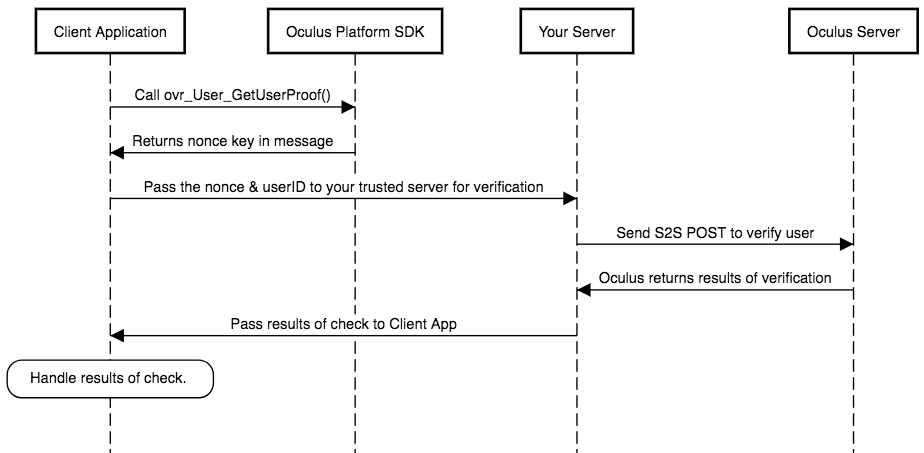 Client Application
Oculus Platform SDK
Your Server
Oculus Server
Call ovr_User_GetUserProof()
Returns nonce key in message
Pass the nonce & userID to your trusted server for verification
Send S2S POST to verify user
Oculus returns results of verification
Pass results of check to Client App
Handle results of check.